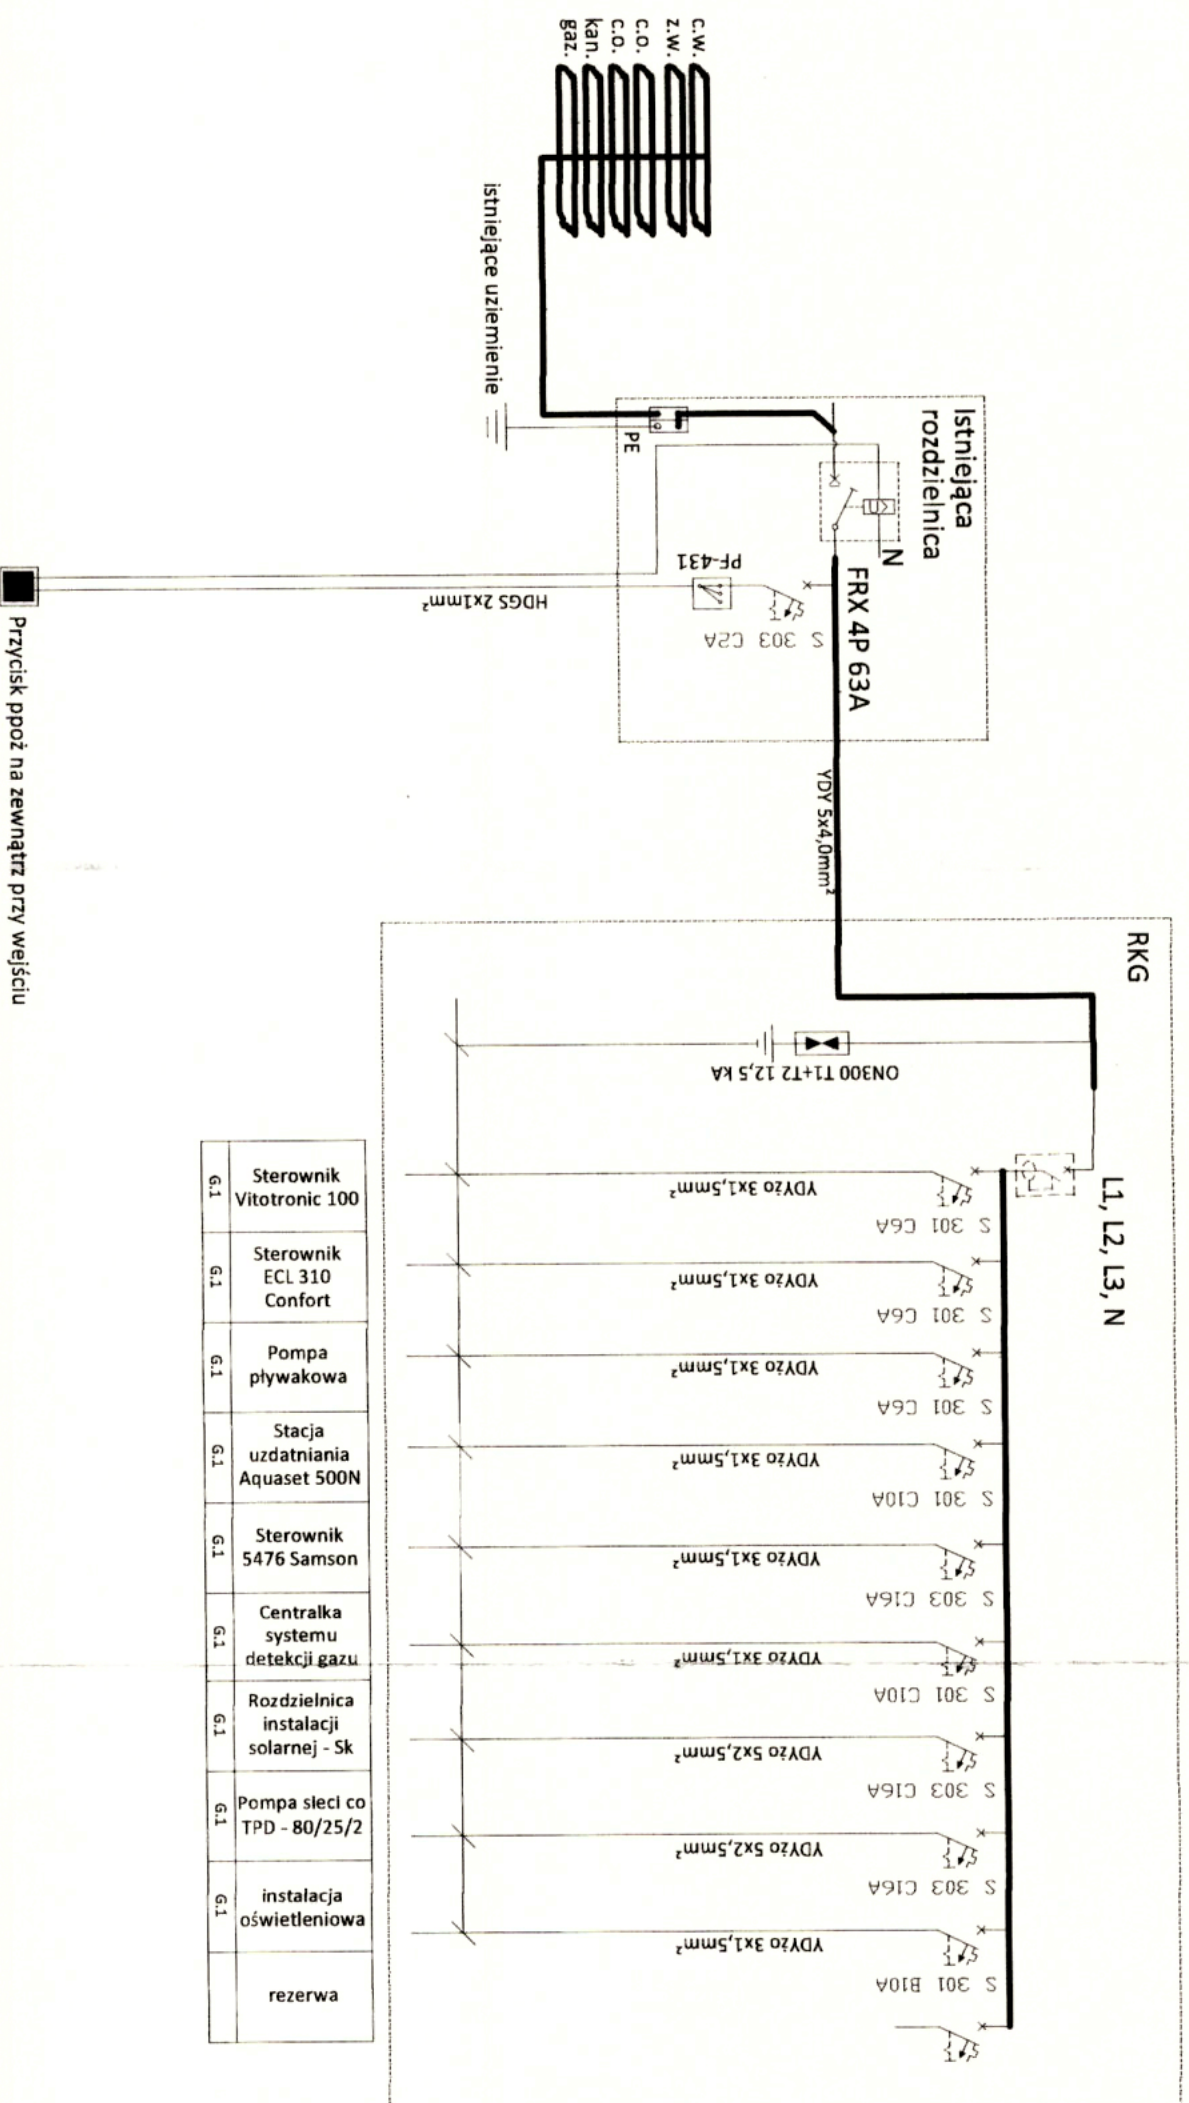 c.w.
z.w.
c.o.
c.o.
kan.
gaz.
istniejące uziemienie
Istniejąca
rozdzielnica
PE
N
FRX 4P 63A
PF-431
S 303 C2A
HDGS 2x1mm²
Przycisk ppoż na zewnątrz przy wejściu
YDY 5x4,0mm²
RKG
ON300 T1+T2 12,5 kA
L1, L2, L3, N
YDYżo 3x1,5mm²
S 301 C6A
YDYżo 3x1,5mm²
S 301 C6A
YDYżo 3x1,5mm²
S 301 C6A
YDYżo 3x1,5mm²
S 301 C10A
YDYżo 3x1,5mm²
S 303 C16A
YDYżo 3x1,5mm²
S 301 C10A
YDYżo 5x2,5mm²
S 303 C16A
YDYżo 5x2,5mm²
S 303 C16A
YDYżo 3x1,5mm²
S 301 B10A
Sterownik
Vitotronic 100
G.1
Sterownik
ECL 310
Confort
G.1
Pompa
pływakowa
G.1
Stacja
uzdatniania
Aquaset 500N
G.1
Sterownik
5476 Samson
G.1
Centralka
systemu
detekcji gazu
G.1
Rozdzielnica
instalacji
solarnej - Sk
G.1
Pompa sieci co
TPD - 80/25/2
G.1
instalacja
oświetleniowa
G.1
rezerwa